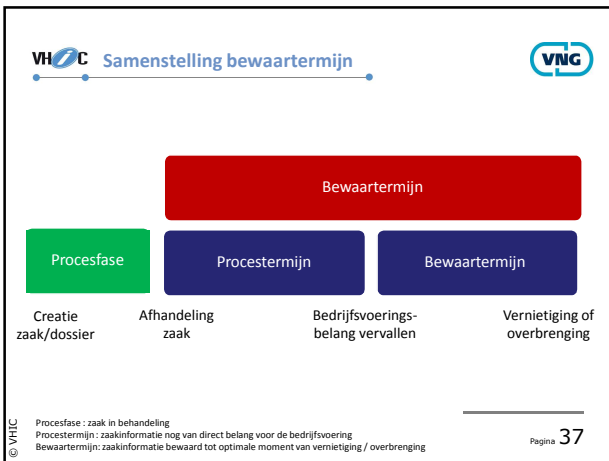 VHiC Samenstelling bewaartermijn
VNG
Bewaartermijn
Procesfase
Procestermijn
Bewaartermijn
Creatie
zaak/dossier
Afhandeling
zaak
Bedrijfsvoerings-
belang vervallen
Vernietiging of
overbrenging
© VHIC
Procesfase : zaak in behandeling
Procestermijn : zaakinformatie nog van direct belang voor de bedrijfsvoering
Bewaartermijn: zaakinformatie bewaard tot optimale moment van vernietiging / overbrenging
Pagina 37